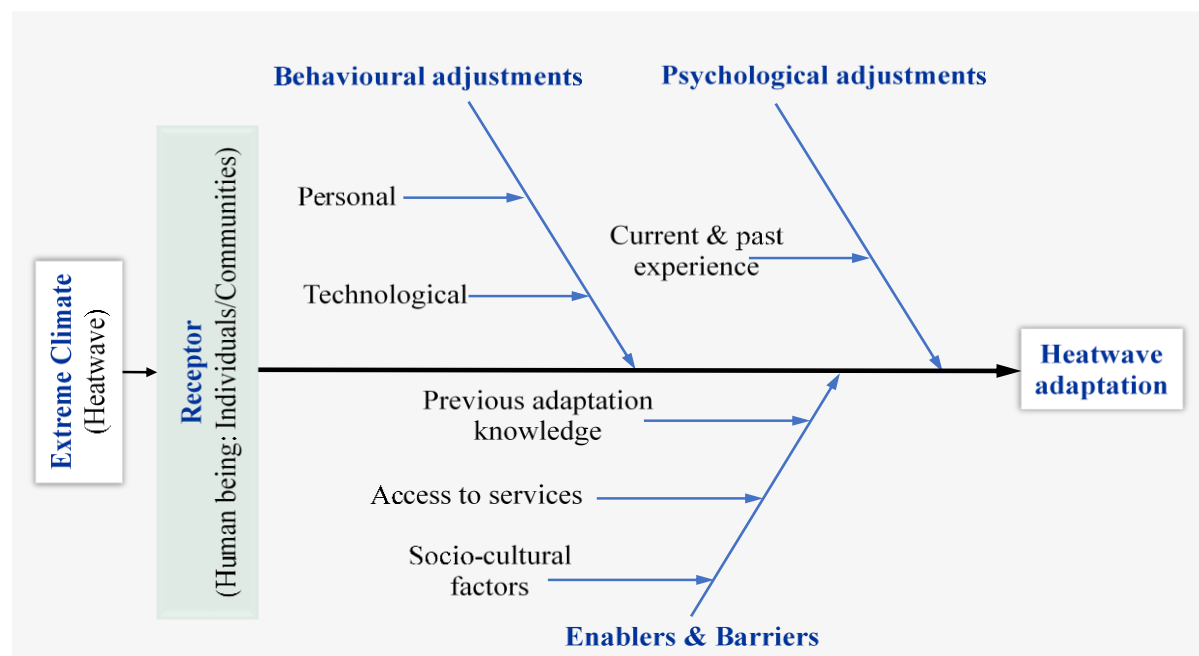 Behavioural adjustments
Psychological adjustments
Personal
Current & past
experience
Technological
Extreme Climate
(Heatwave)
Receptor
(Human being: Individuals/Communities)
Heatwave
adaptation
Previous adaptation
knowledge
Access to services
Socio-cultural
factors
Enablers & Barriers